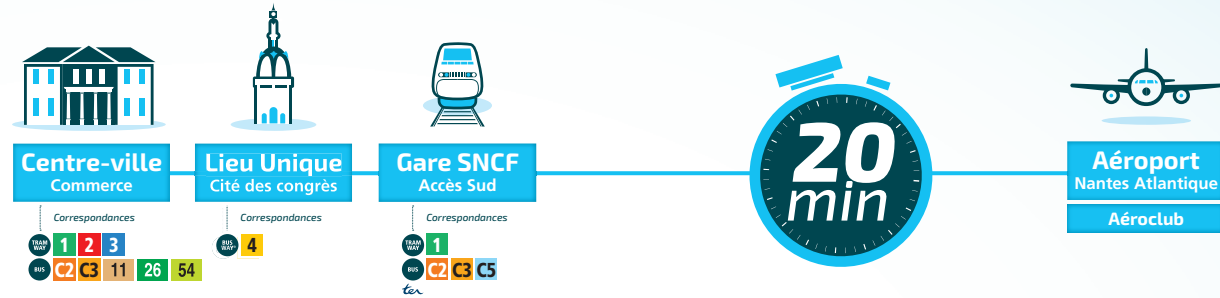 Centre-ville
Commerce
Correspondances
TRAM WAY 1 2 3
BUS C2 C3 11 26 54
Lieu Unique
Cité des congrès
Correspondances
BUS WAY 4
Gare SNCF
Accès Sud
Correspondances
TRAM WAY 1
BUS C2 C3 C5
ter
20
min
Aéroport
Nantes Atlantique
Aéroclub